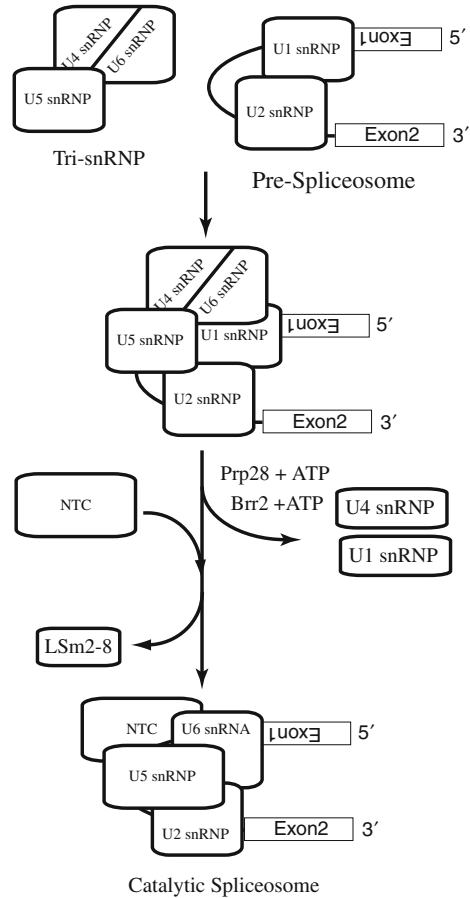 U4 snRNP
U6 snRNP
U5 snRNP
Tri-snRNP
U1 snRNP
Exon1
5′
U2 snRNP
Exon2
3′
Pre-Spliceosome
U4 snRNP
U6 snRNP
U5 snRNP
U1 snRNP
Exon1
5′
U2 snRNP
Exon2
3′
Prp28 + ATP
Brr2 +ATP
NTC
U4 snRNP
U1 snRNP
LSm2-8
NTC
U6 snRNA
Exon1
5′
U5 snRNP
U2 snRNP
Exon2
3′
Catalytic Spliceosome